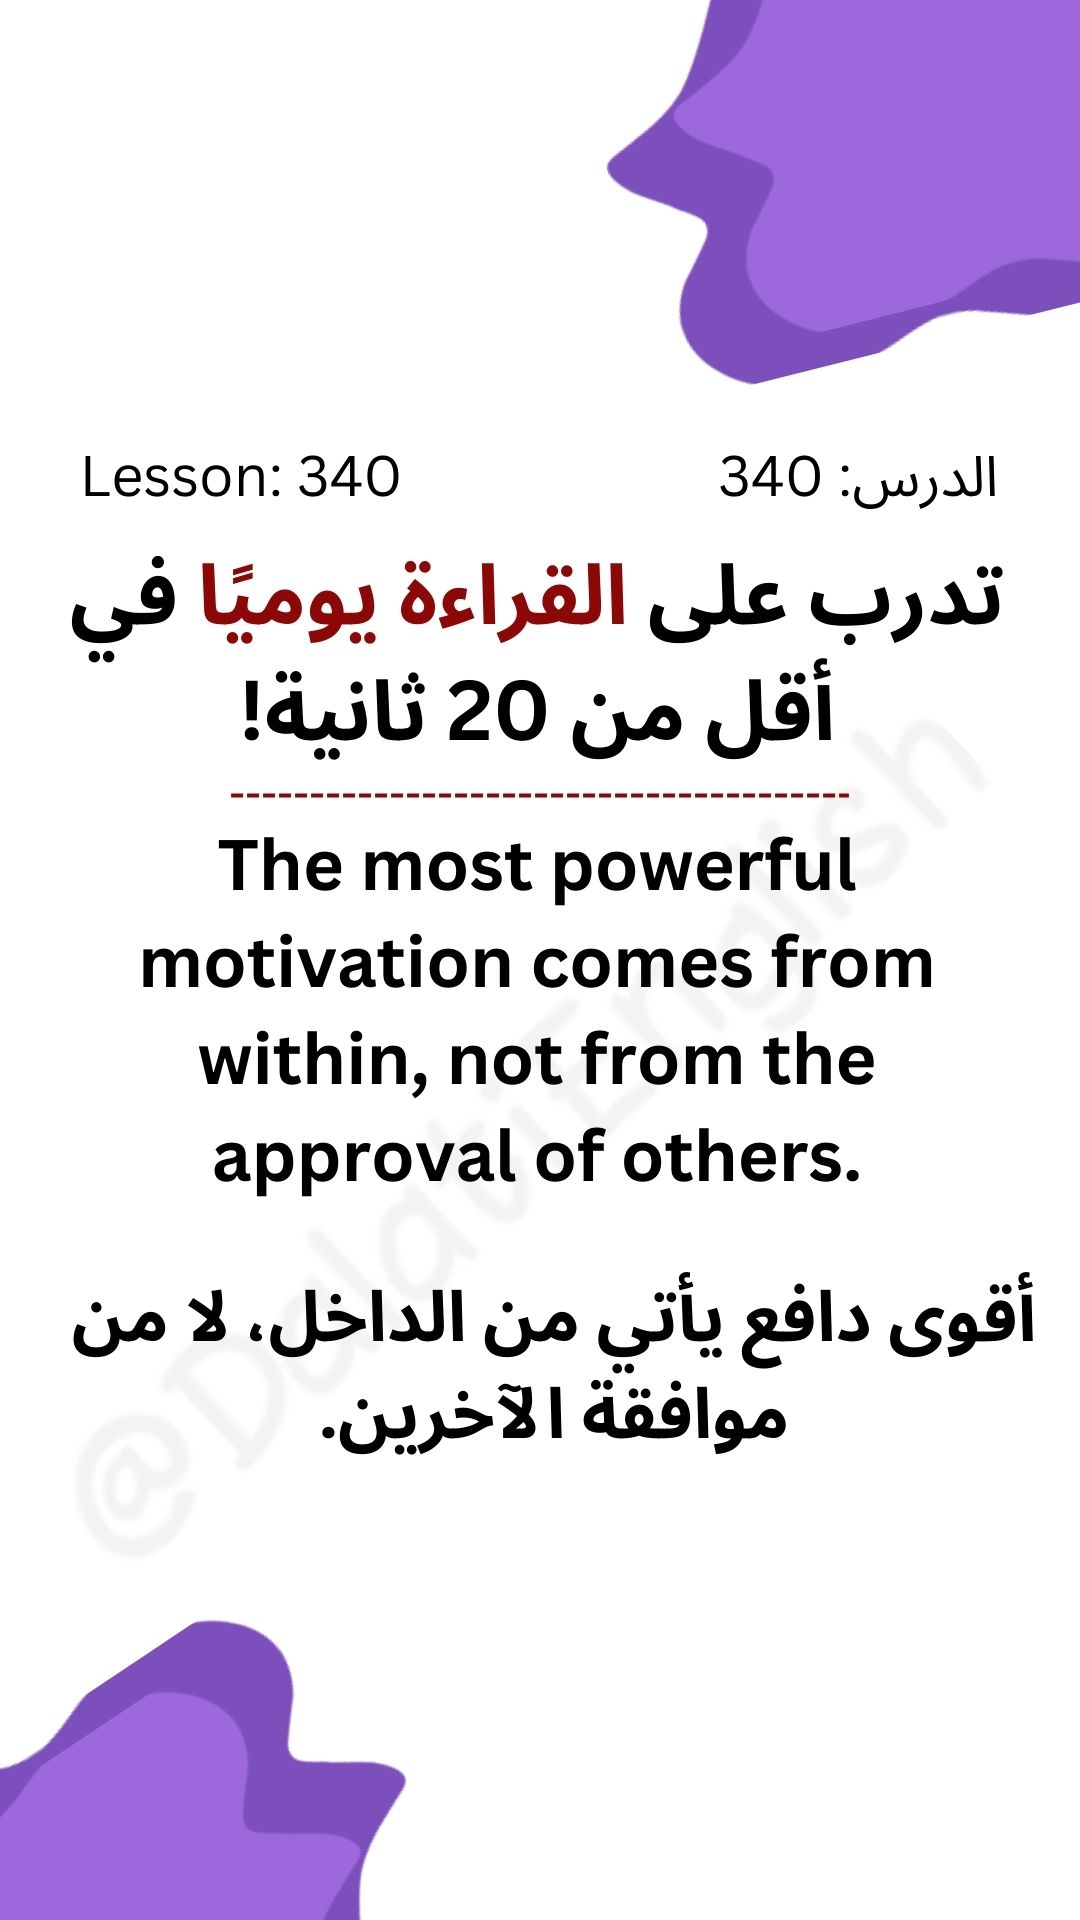 Lesson: 340
الدرس: 340
تدرب على القراءة يوميًا في
أقل من 20 ثانية!
---------------------------------------
The most powerful
motivation comes from
within, not from the
approval of others.
أقوى دافع يأتي من الداخل، لا من
موافقة الآخرين.
@DalatiEnglish